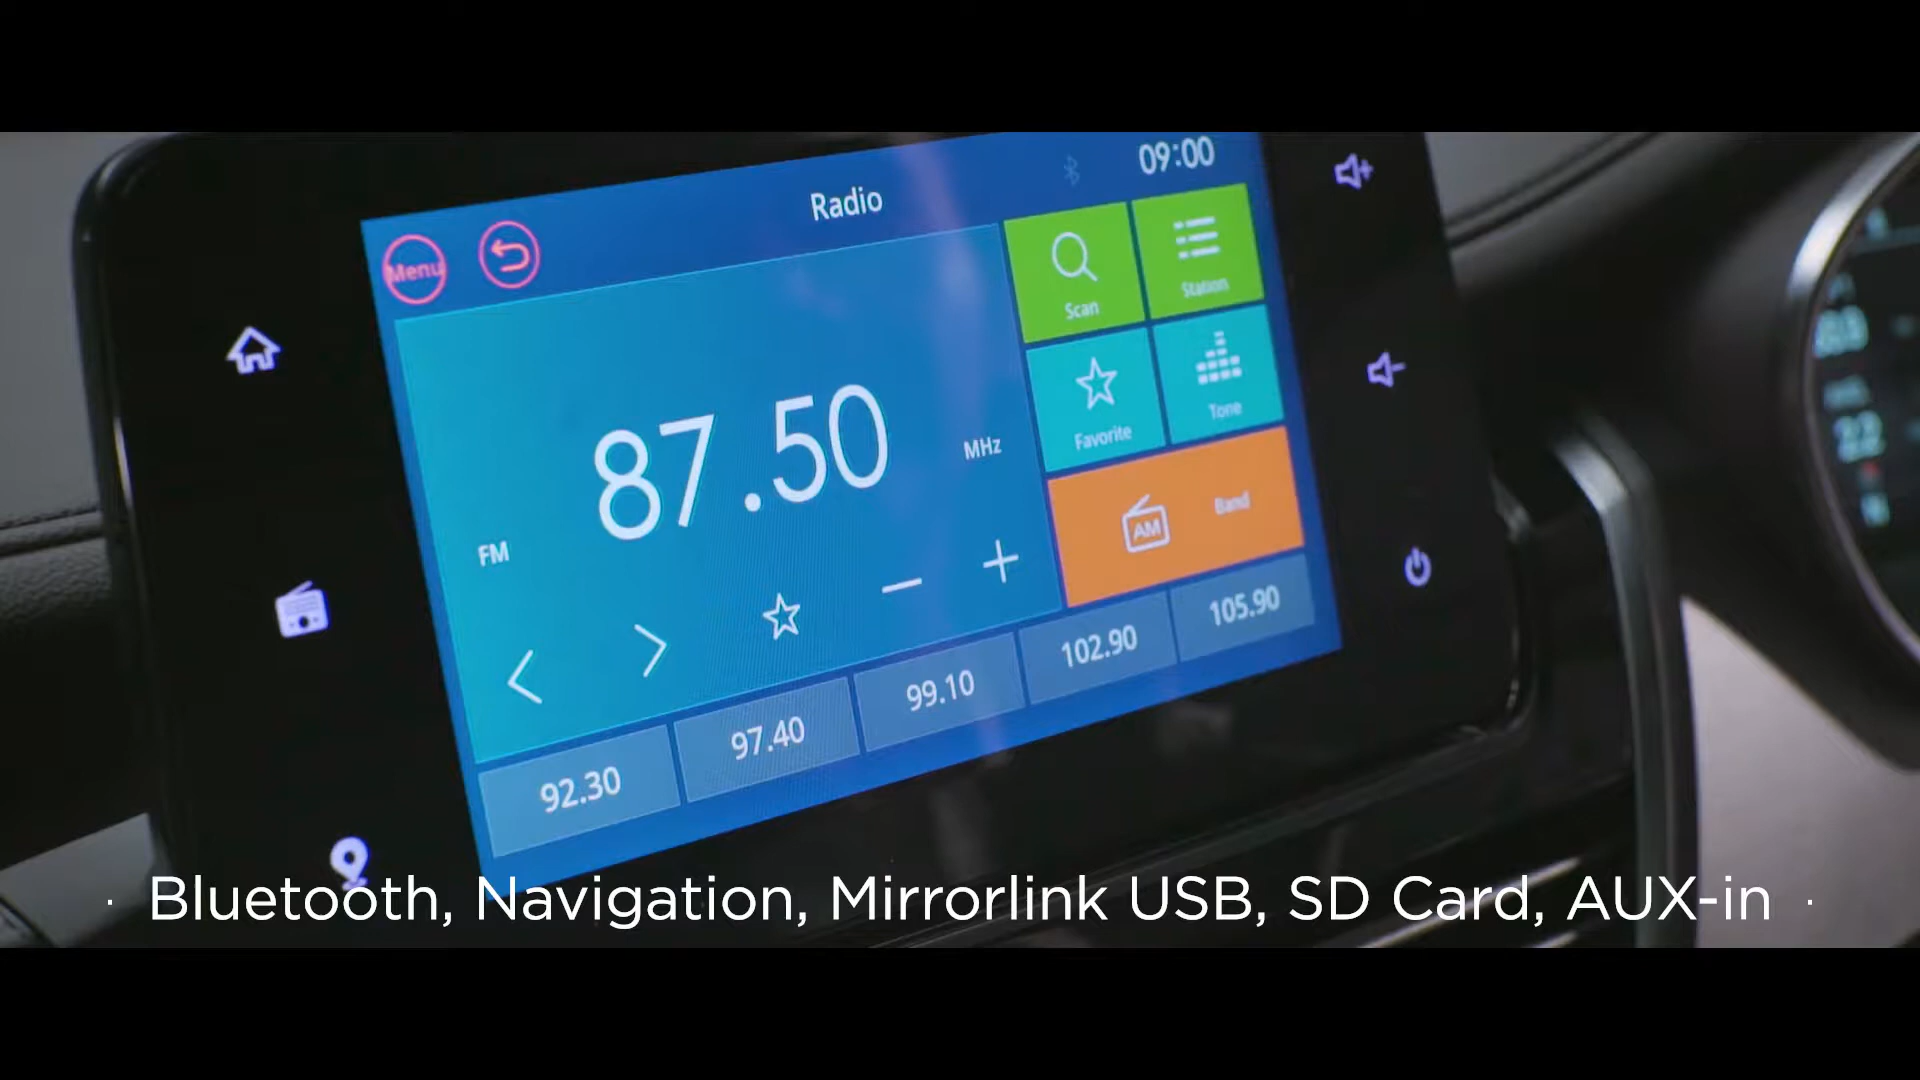 09:00
Radio
Menu
Scan
Station
87.50
MHz
FM
Favorite
Tone
AM
Band
92.30
97.40
99.10
102.90
105.90
· Bluetooth, Navigation, Mirrorlink USB, SD Card, AUX-in ·